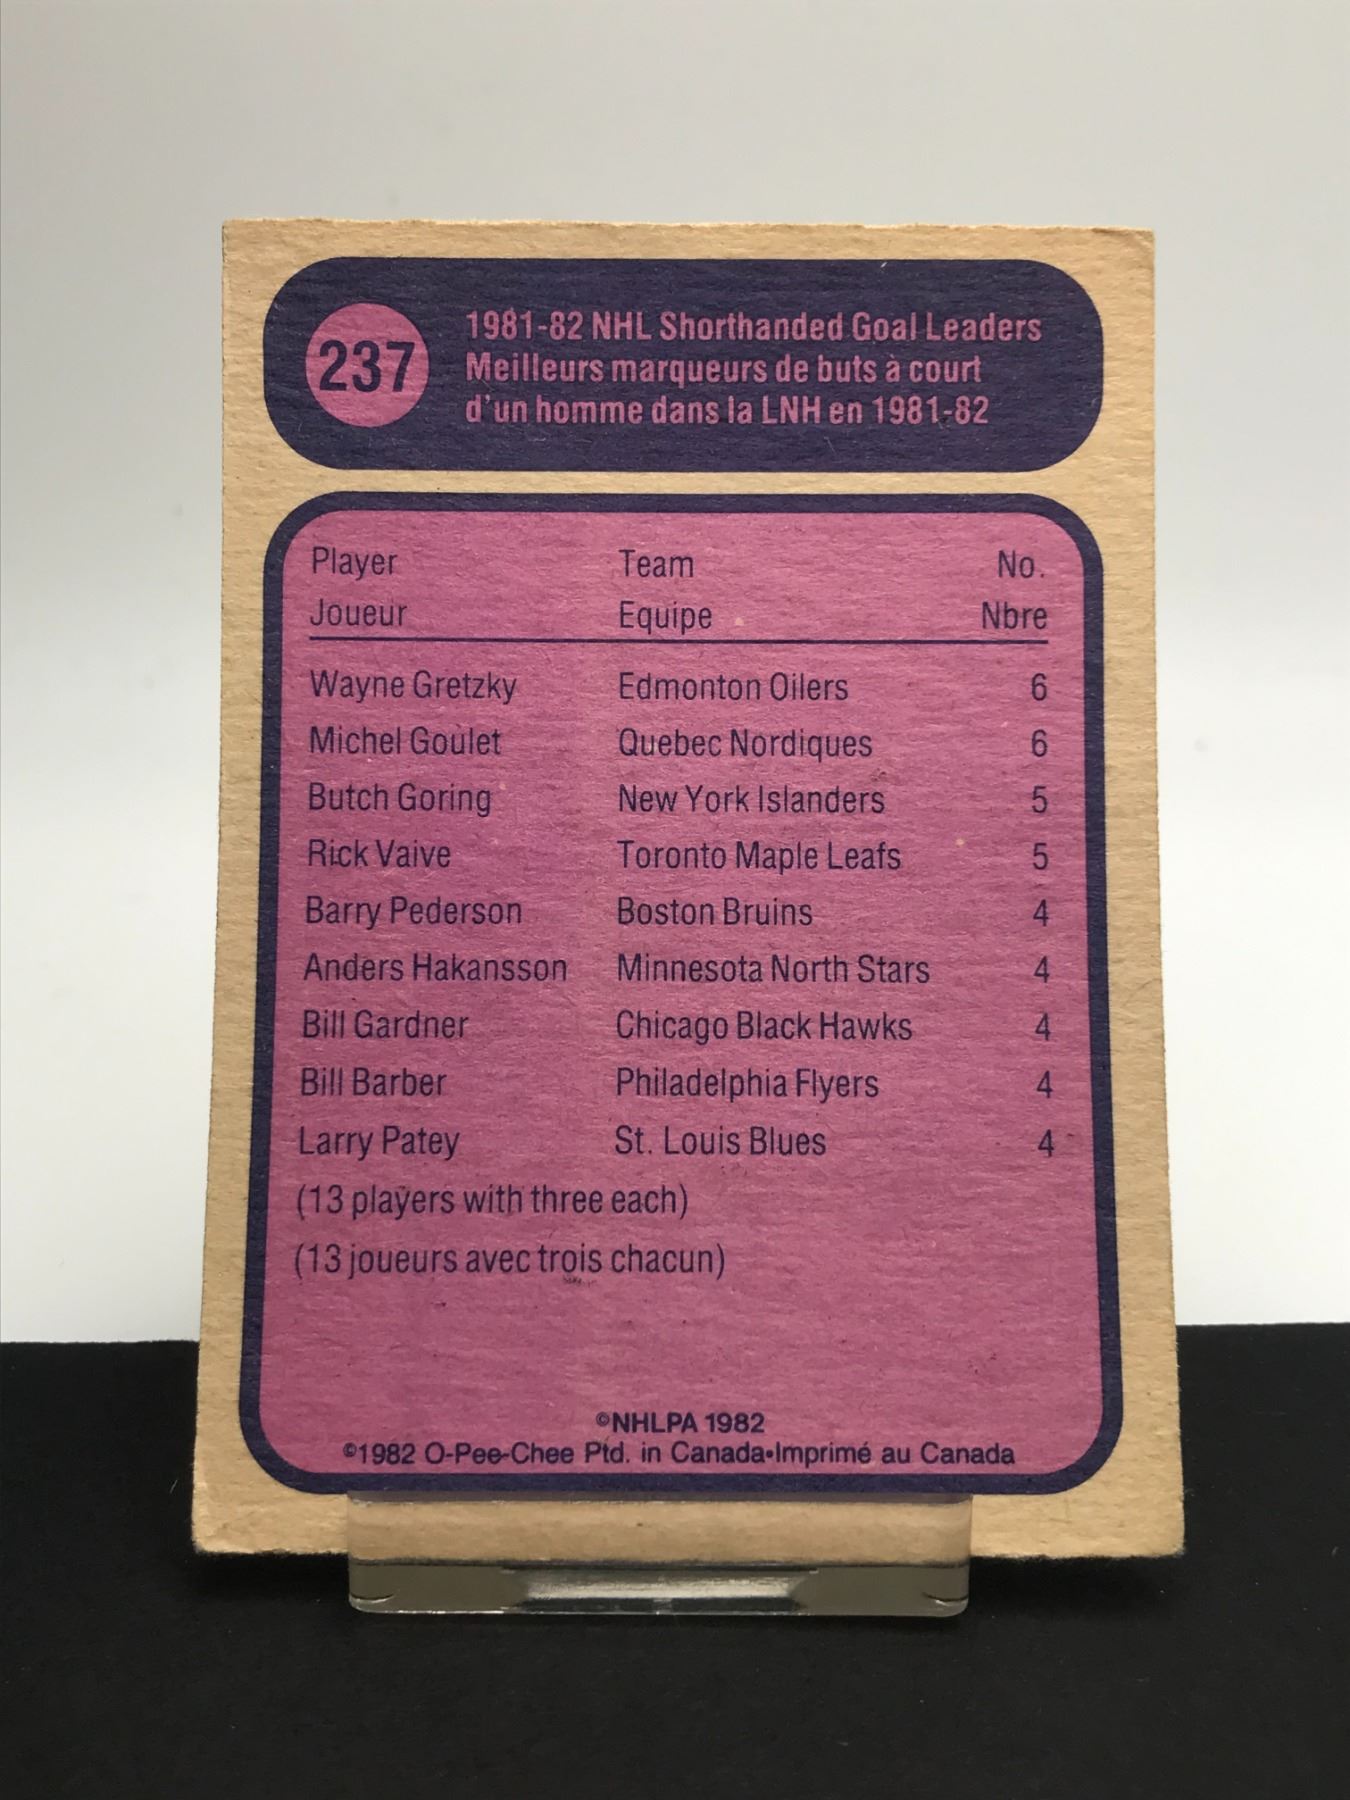 237
1981-82 NHL Shorthanded Goal Leaders
Meilleurs marqueurs de buts à court
d'un homme dans la LNH en 1981-82
Player Team No.
Joueur Equipe Nbre
Wayne Gretzky Edmonton Oilers 6
Michel Goulet Quebec Nordiques 6
Butch Goring New York Islanders 5
Rick Vaive Toronto Maple Leafs 5
Barry Pederson Boston Bruins 4
Anders Hakansson Minnesota North Stars 4
Bill Gardner Chicago Black Hawks 4
Bill Barber Philadelphia Flyers 4
Larry Patey St. Louis Blues 4
(13 players with three each)
(13 joueurs avec trois chacun)
©NHLPA 1982
©1982 O-Pee-Chee Ptd. in Canada•Imprimé au Canada